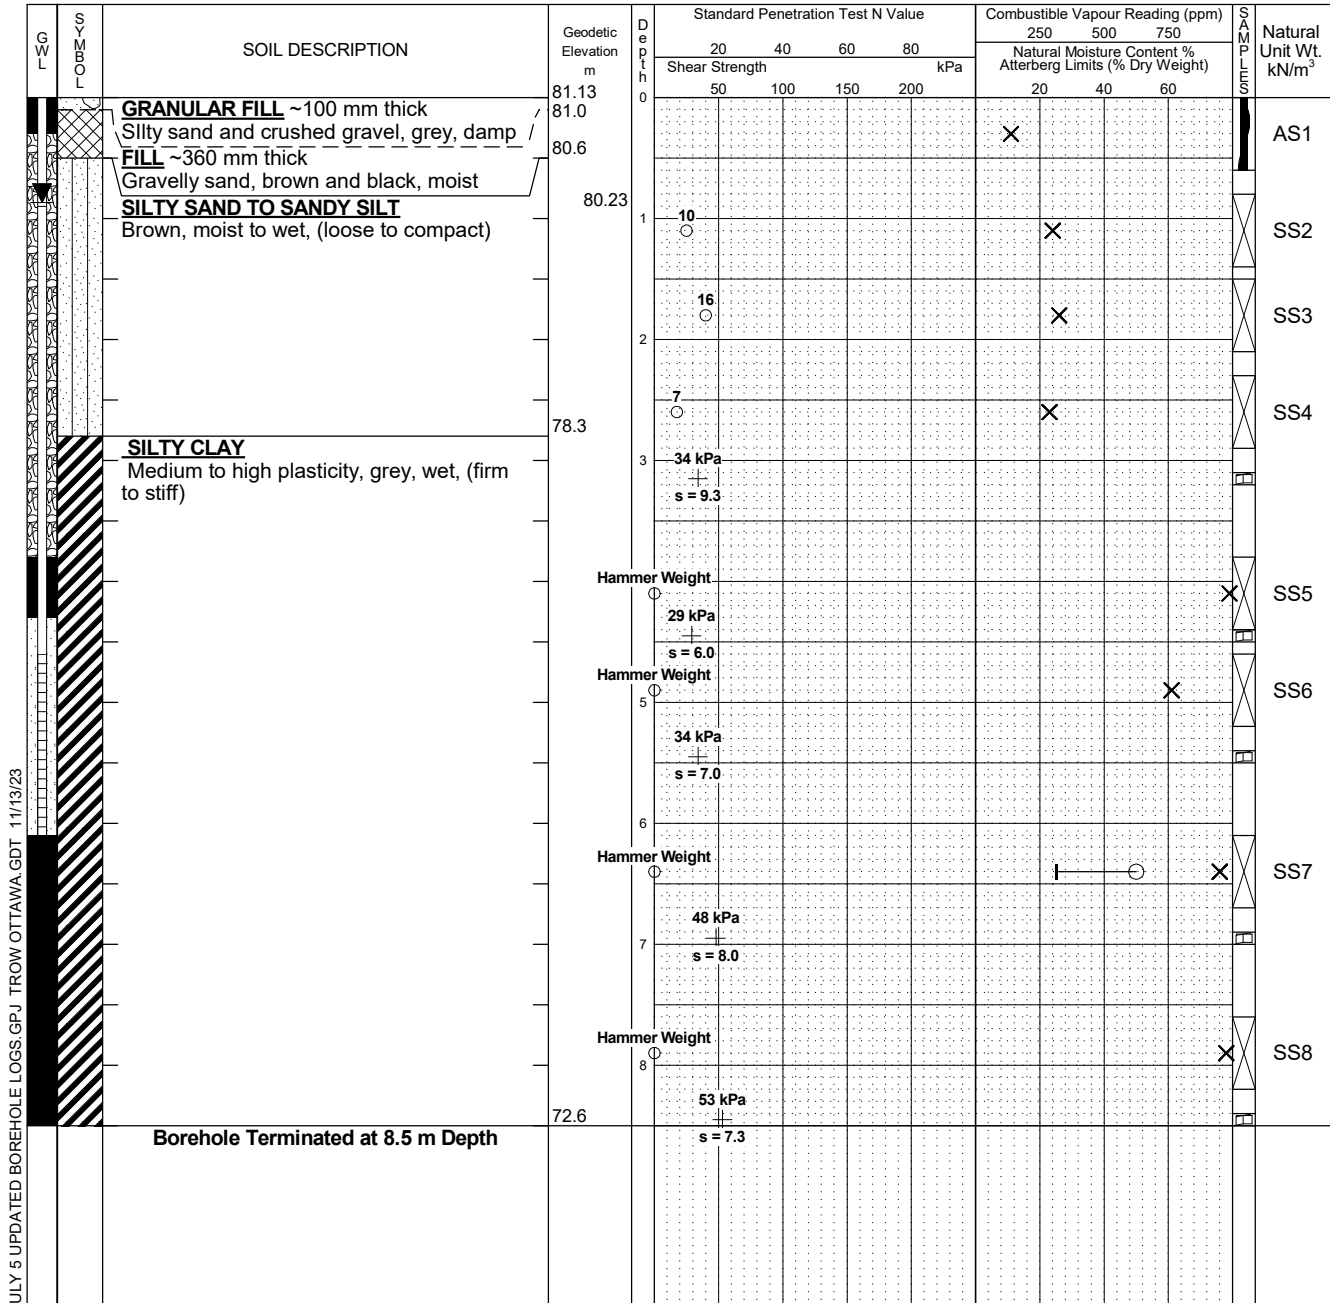 GWL
SYMBOL
SOIL DESCRIPTION
Geodetic
Elevation
m
Depth
Standard Penetration Test N Value
20 40 60 80
Shear Strength kPa
50 100 150 200
Combustible Vapour Reading (ppm)
250 500 750
Natural Moisture Content %
Atterberg Limits (% Dry Weight)
20 40 60
SAMPLES
Natural
Unit Wt.
kN/m³
81.13
0
GRANULAR FILL ~100 mm thick
81.0
SIlty sand and crushed gravel, grey, damp
AS1
80.6
FILL ~360 mm thick
Gravelly sand, brown and black, moist
80.23
SILTY SAND TO SANDY SILT
Brown, moist to wet, (loose to compact)
1
10
SS2
16
SS3
2
7
SS4
78.3
SILTY CLAY
Medium to high plasticity, grey, wet, (firm
to stiff)
3
34 kPa
s = 9.3
Hammer Weight
SS5
29 kPa
s = 6.0
Hammer Weight
SS6
5
34 kPa
s = 7.0
6
Hammer Weight
SS7
48 kPa
7
s = 8.0
Hammer Weight
SS8
8
53 kPa
72.6
s = 7.3
Borehole Terminated at 8.5 m Depth
ULY 5 UPDATED BOREHOLE LOGS.GPJ TROW OTTAWA.GDT 11/13/23